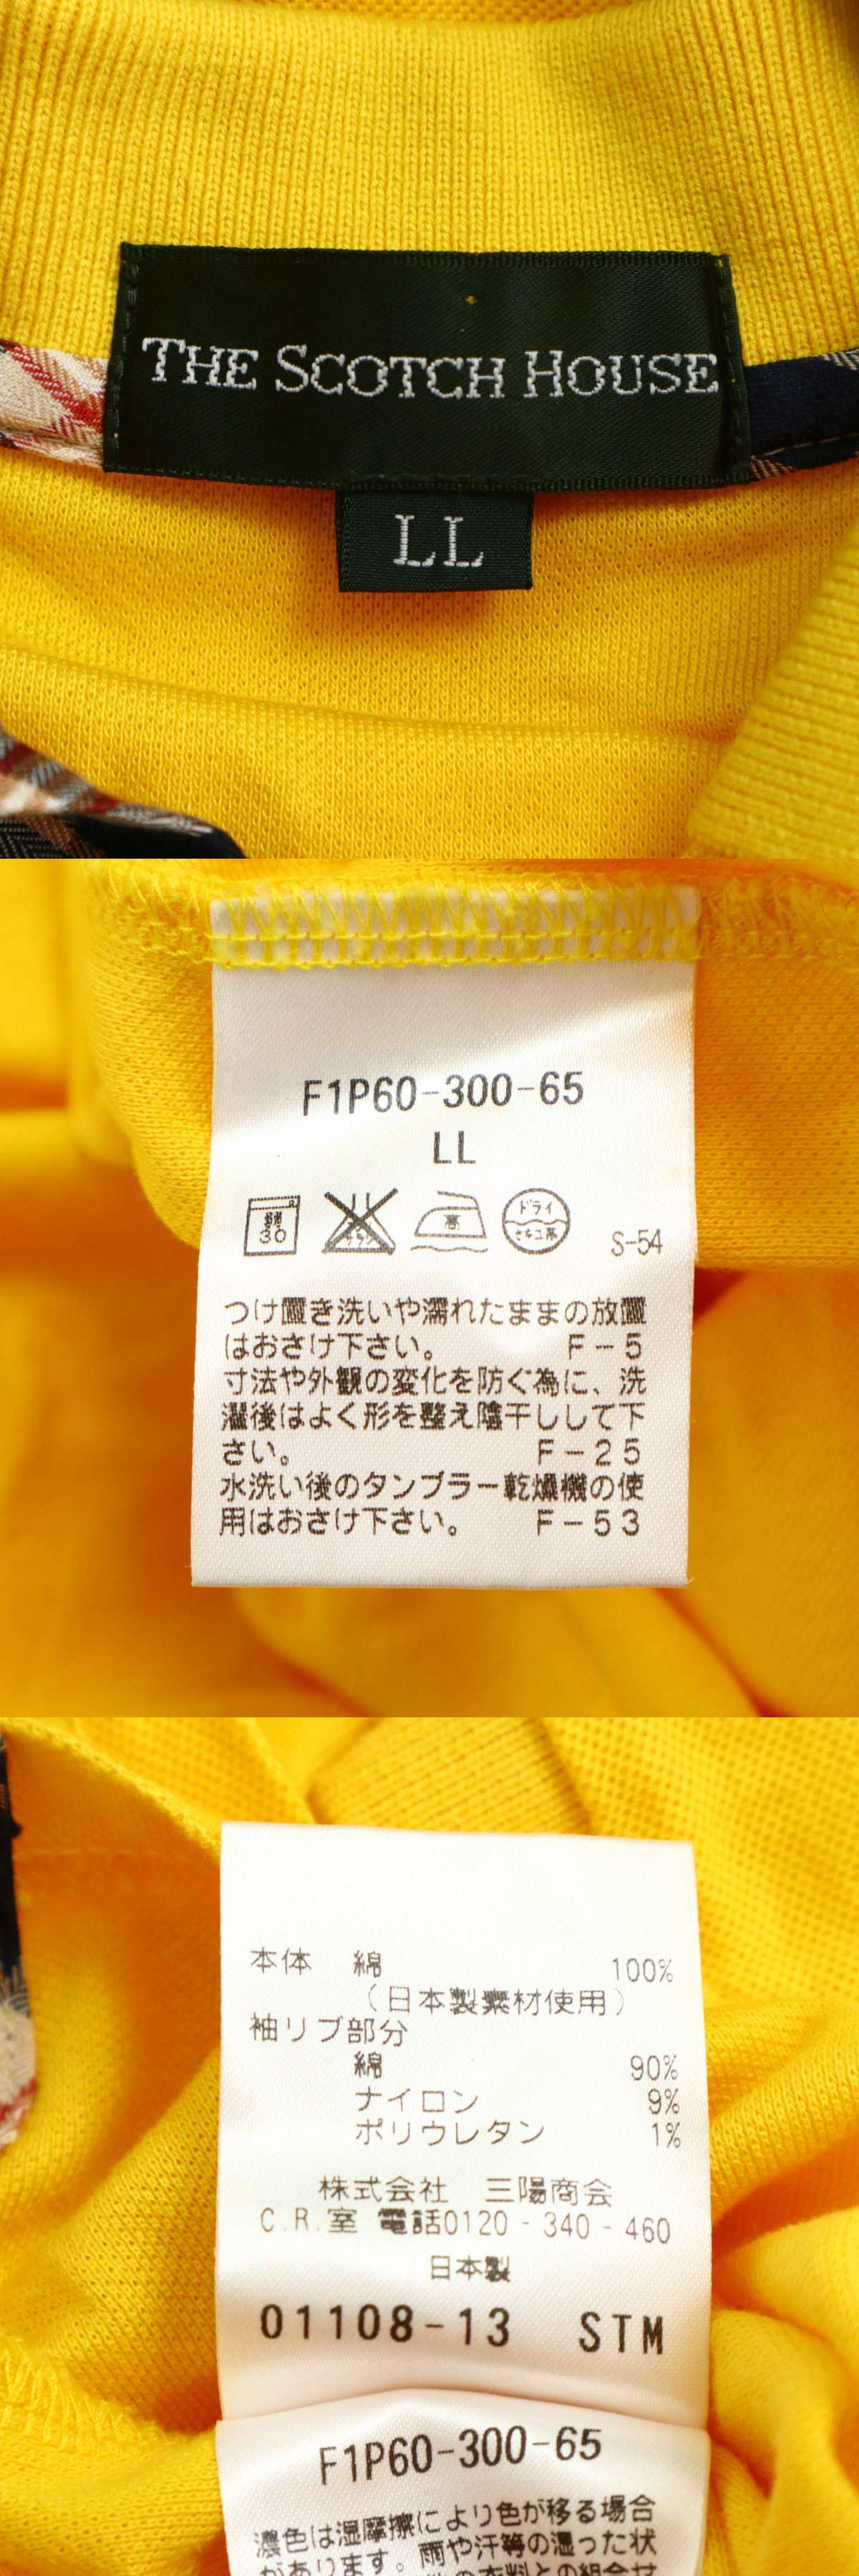 THE SCOTCH HOUSE
LL
F1P60-300-65
LL
30
高
ドライ
セキユ系
S-54
つけ置き洗いや濡れたままの放置
はおさけ下さい。 F-5
寸法や外観の変化を防ぐ為に、洗
濯後はよく形を整え陰干しして下
さい。 F-25
水洗い後のタンブラー乾燥機の使
用はおさけ下さい。 F-53
本体 綿 100%
(日本製素材使用)
袖リブ部分
綿 90%
ナイロン 9%
ポリウレタン 1%
株式会社 三陽商会
C.R.室 電話0120-340-460
日本製
01108-13 STM
F1P60-300-65
濃色は湿摩擦により色が移る場合
があります。雨や汗等の湿った状